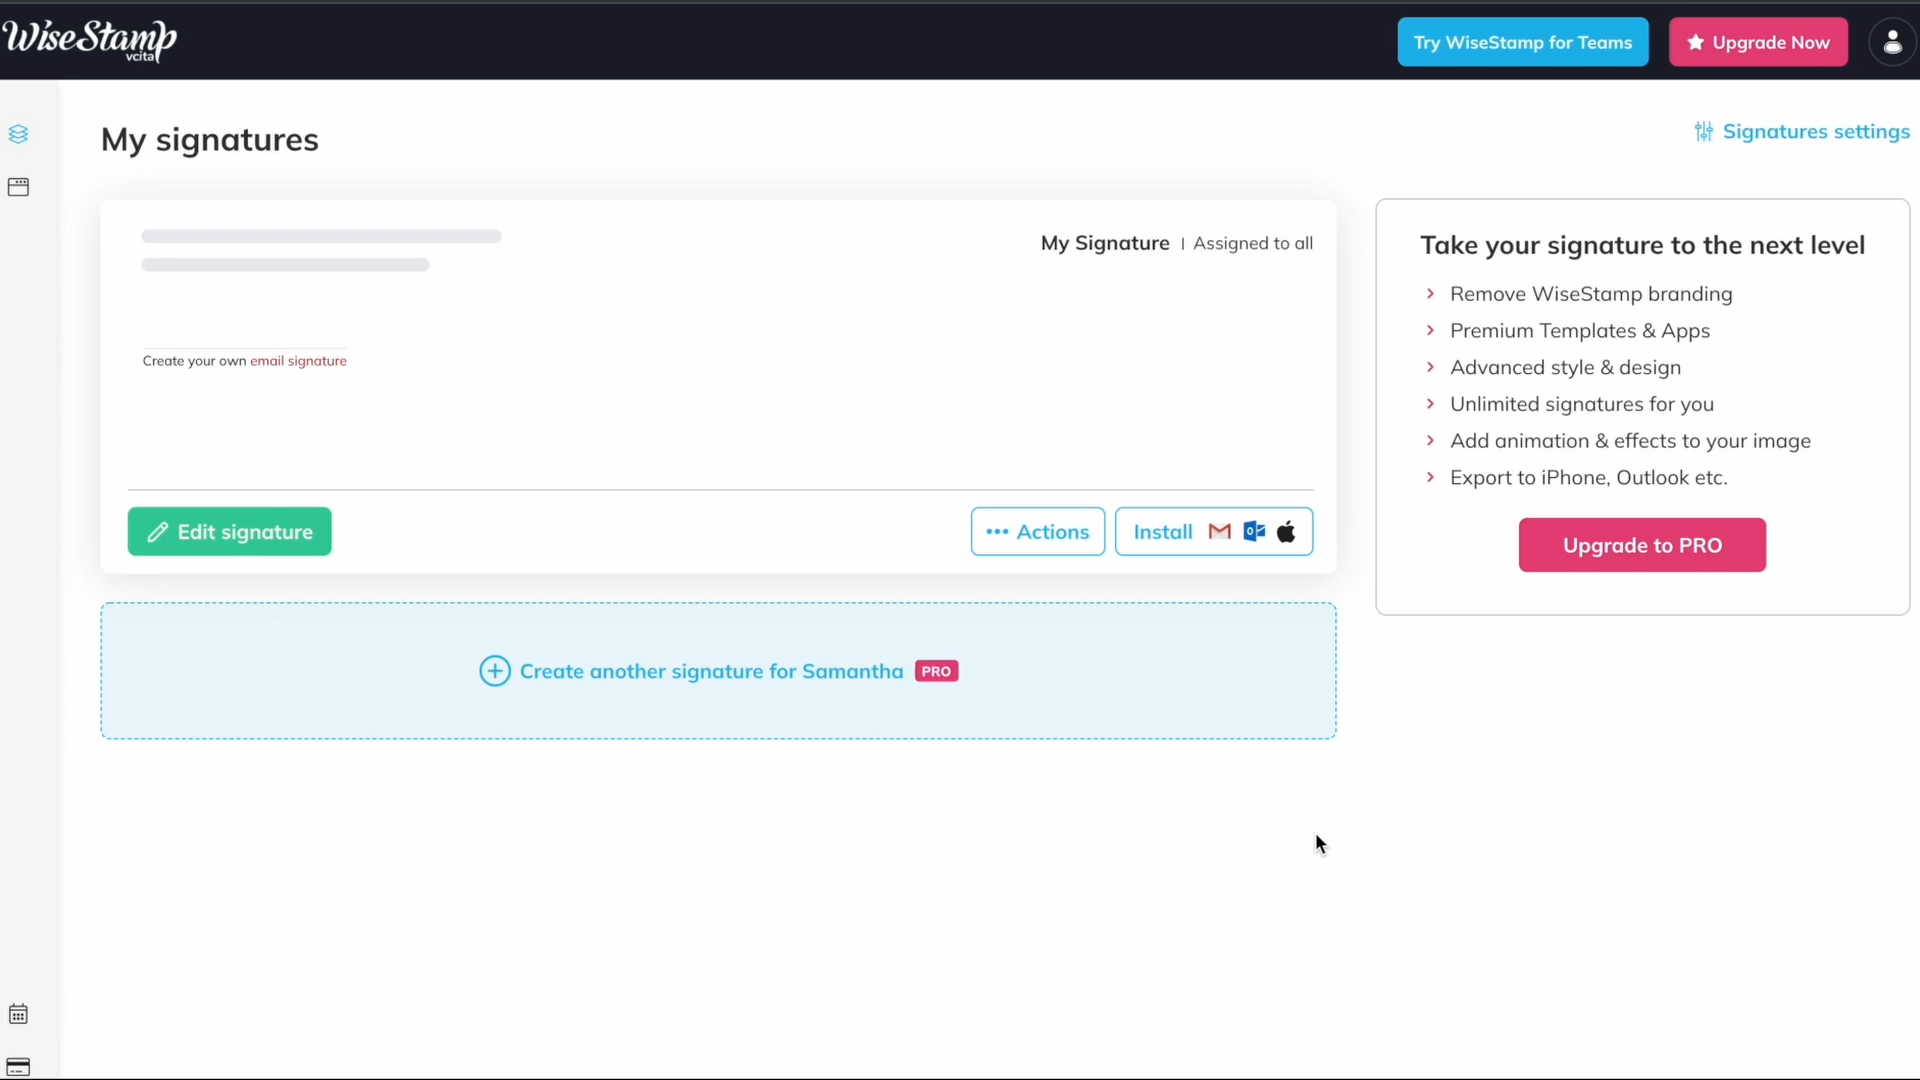 WiseStamp
vcita
Try WiseStamp for Teams
Upgrade Now
My signatures
Signatures settings
My Signature | Assigned to all
Create your own email signature
Edit signature
Actions
Install
Take your signature to the next level
Remove WiseStamp branding
Premium Templates & Apps
Advanced style & design
Unlimited signatures for you
Add animation & effects to your image
Export to iPhone, Outlook etc.
Upgrade to PRO
Create another signature for Samantha PRO